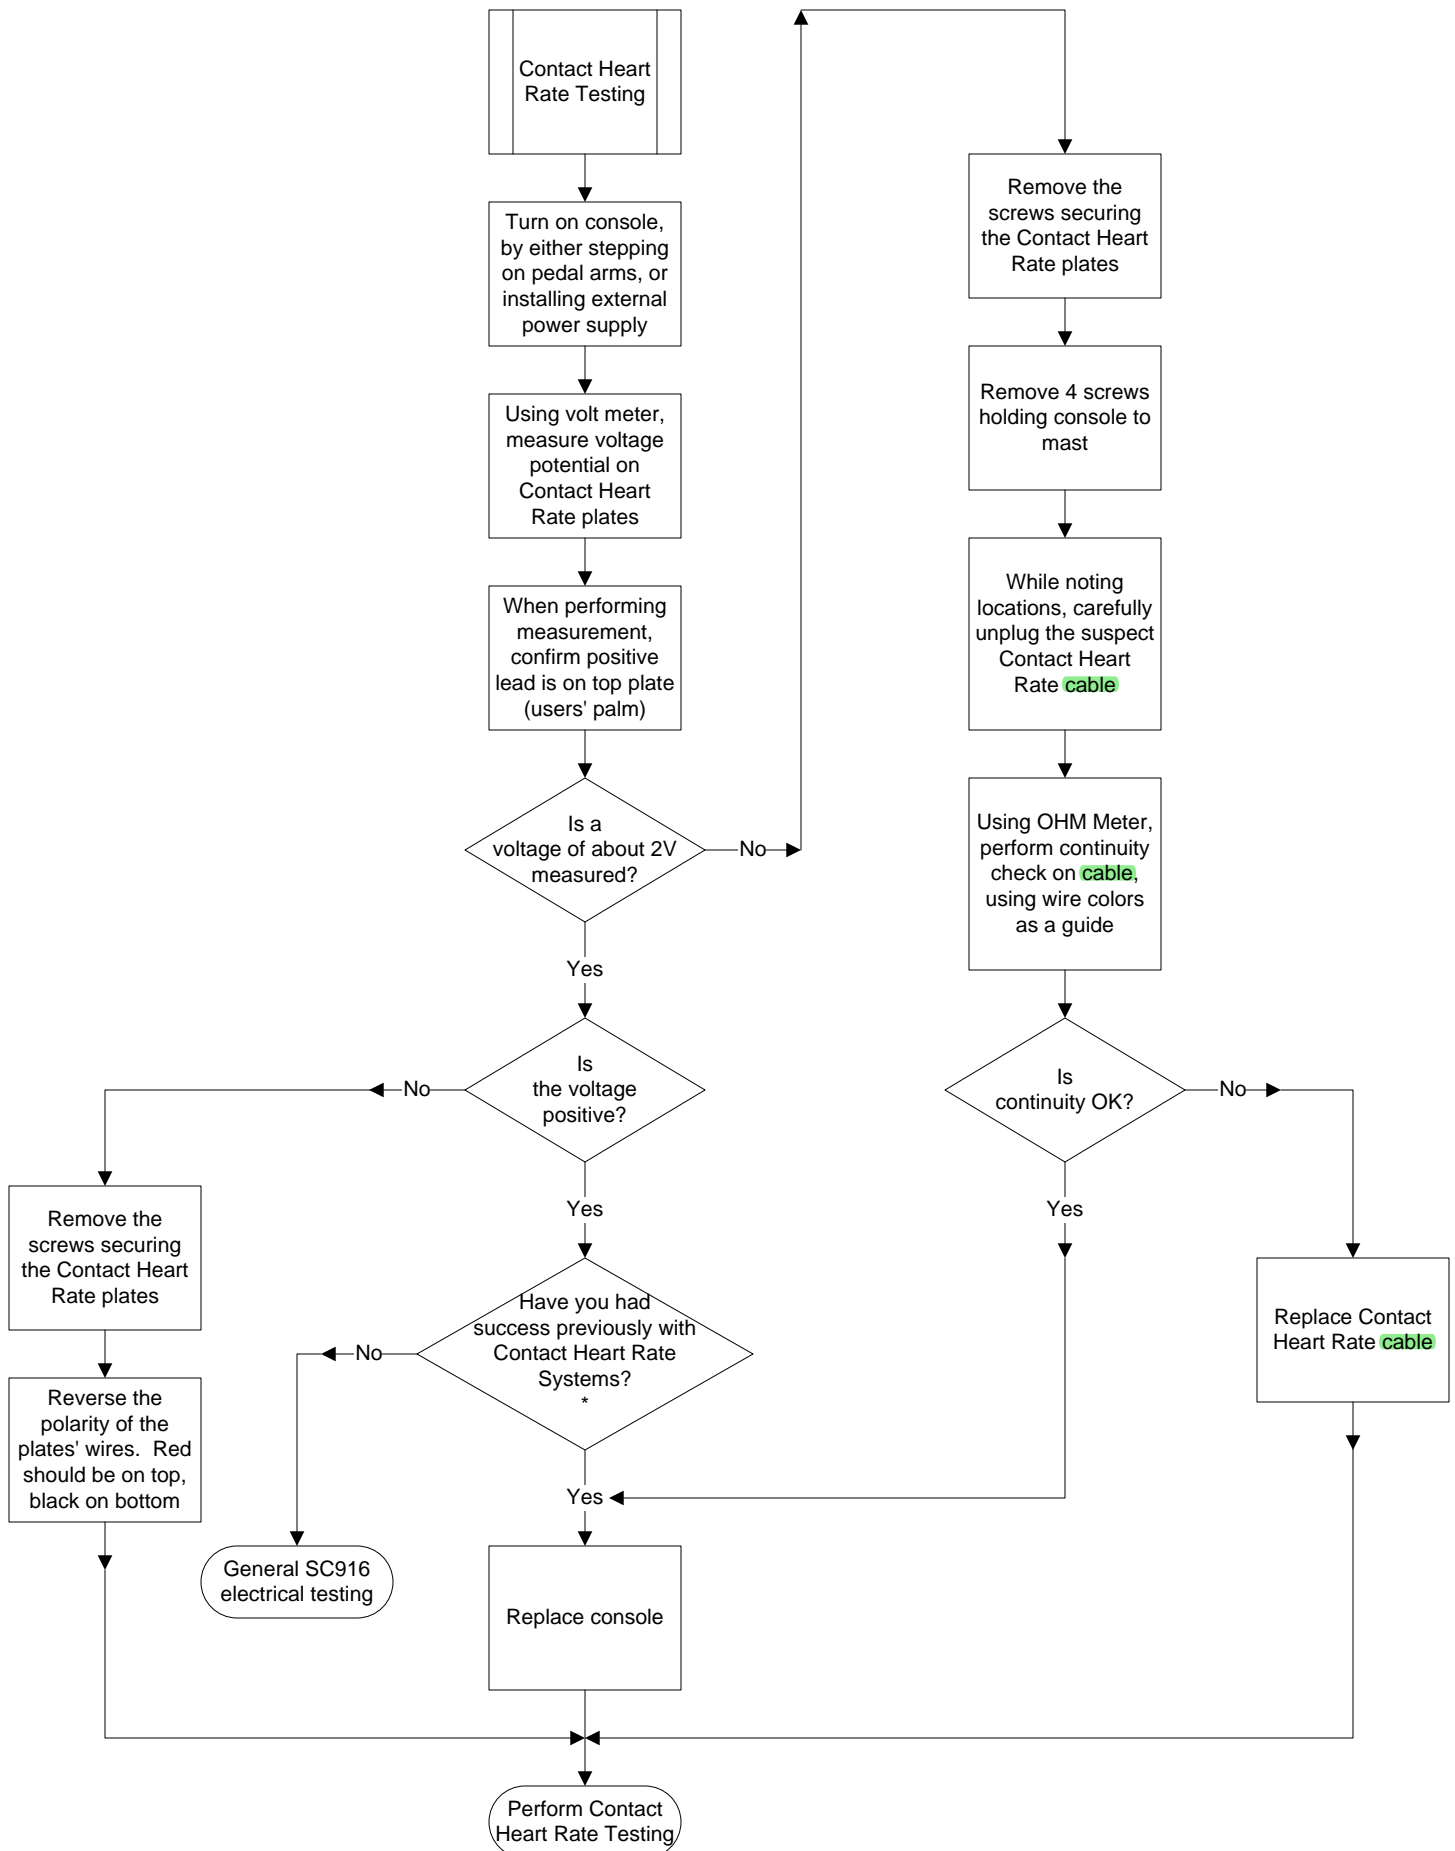 Contact Heart
Rate Testing
Turn on console,
by either stepping
on pedal arms, or
installing external
power supply
Using volt meter,
measure voltage
potential on
Contact Heart
Rate plates
When performing
measurement,
confirm positive
lead is on top plate
(users' palm)
Is a
voltage of about 2V
measured?
No
Yes
Is
the voltage
positive?
No
Yes
Remove the
screws securing
the Contact Heart
Rate plates
Reverse the
polarity of the
plates' wires.  Red
should be on top,
black on bottom
Have you had
success previously with
Contact Heart Rate
Systems?
*
No
General SC916
electrical testing
Yes
Replace console
Remove the
screws securing
the Contact Heart
Rate plates
Remove 4 screws
holding console to
mast
While noting
locations, carefully
unplug the suspect
Contact Heart
Rate cable
Using OHM Meter,
perform continuity
check on cable,
using wire colors
as a guide
Is
continuity OK?
No
Yes
Replace Contact
Heart Rate cable
Perform Contact
Heart Rate Testing